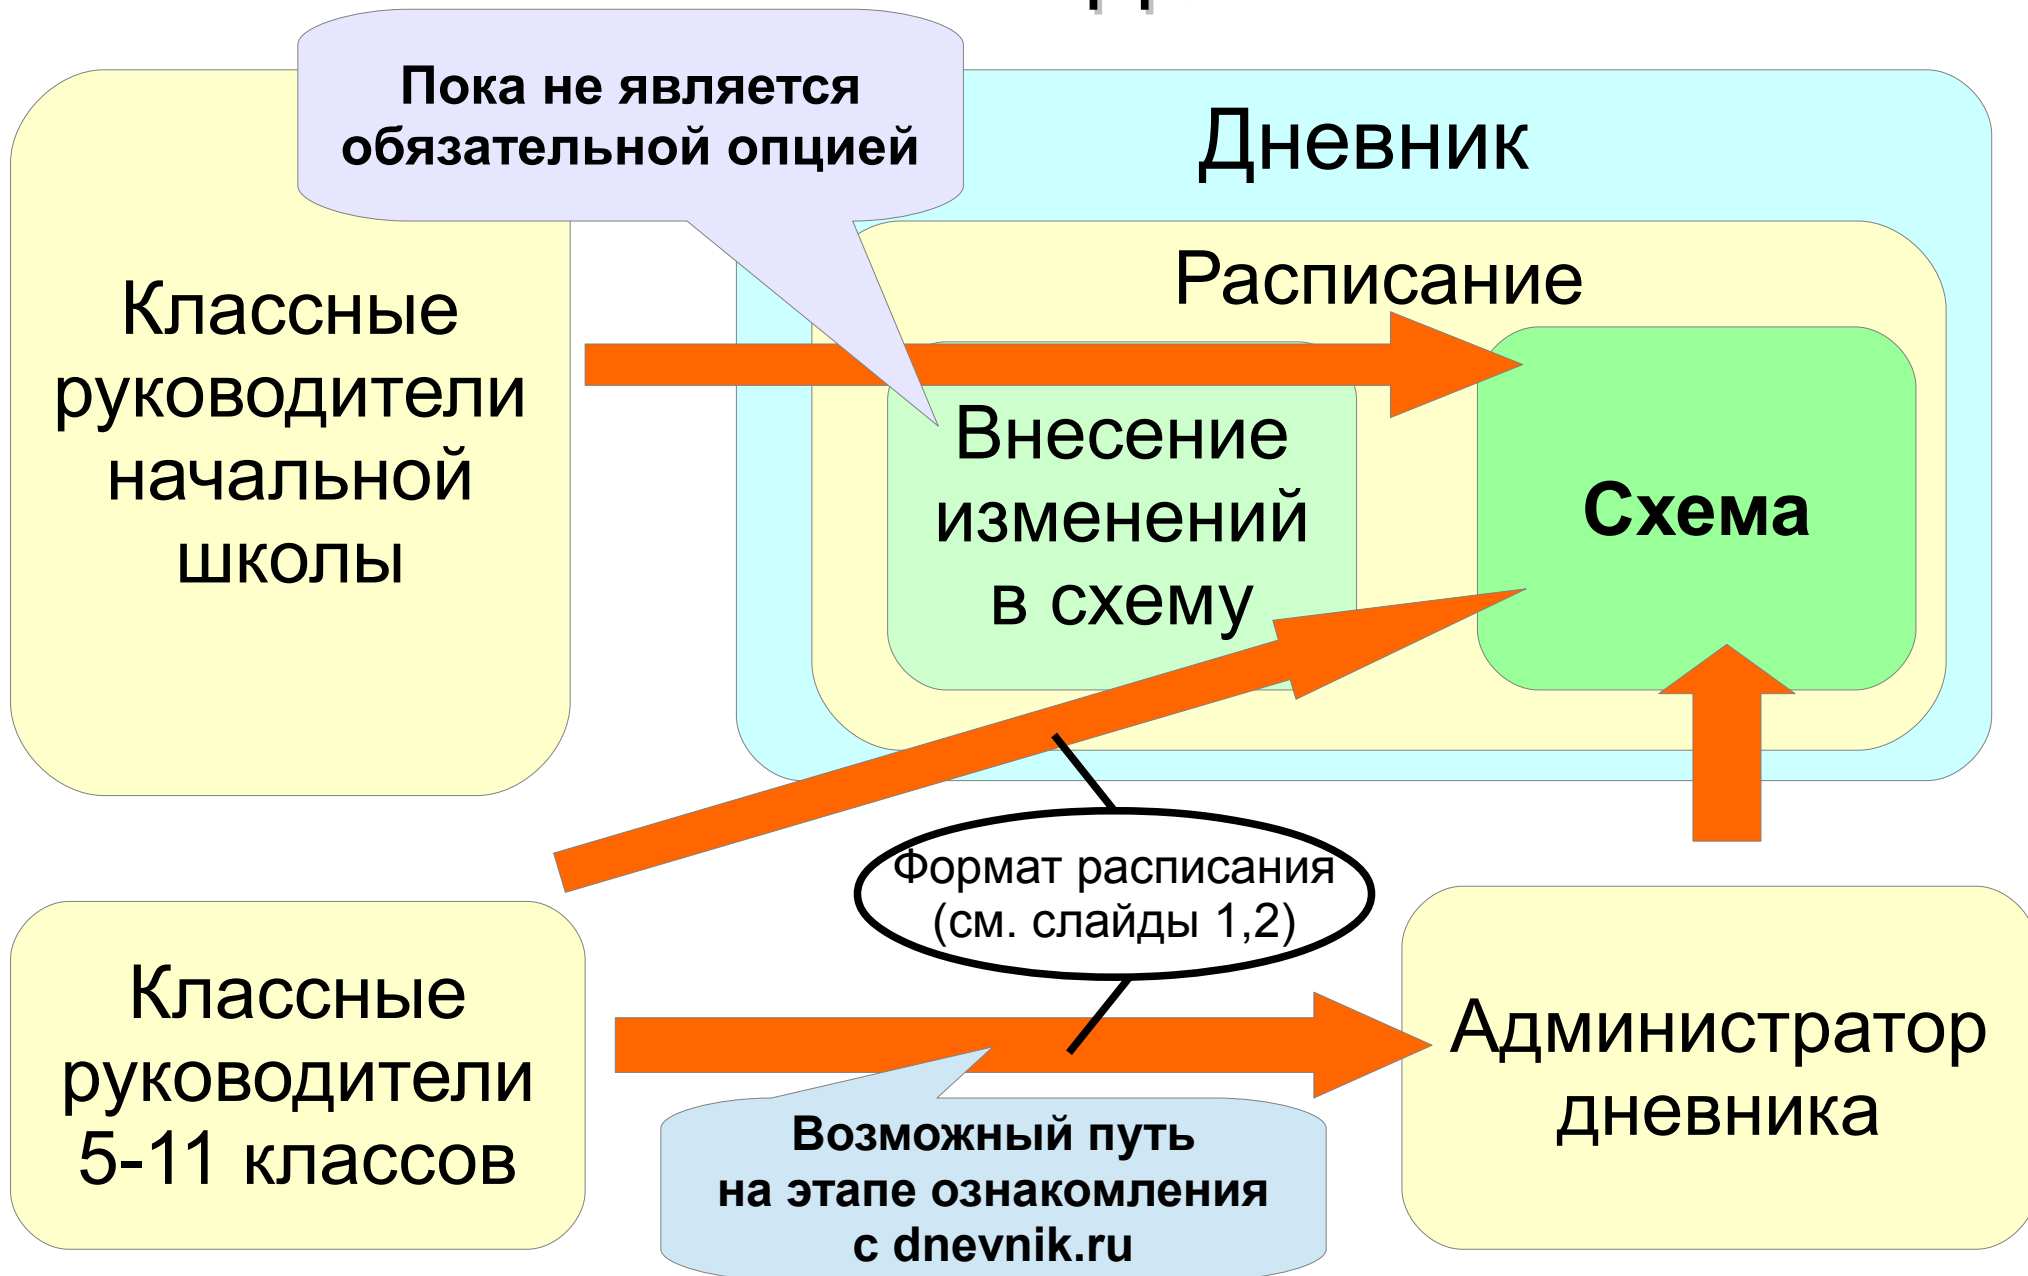 Пока не является
обязательной опцией
Дневник
Расписание
Классные
руководители
начальной
школы
Внесение
изменений
в схему
Схема
Формат расписания
(см. слайды 1,2)
Классные
руководители
5-11 классов
Администратор
дневника
Возможный путь
на этапе ознакомления
с dnevnik.ru